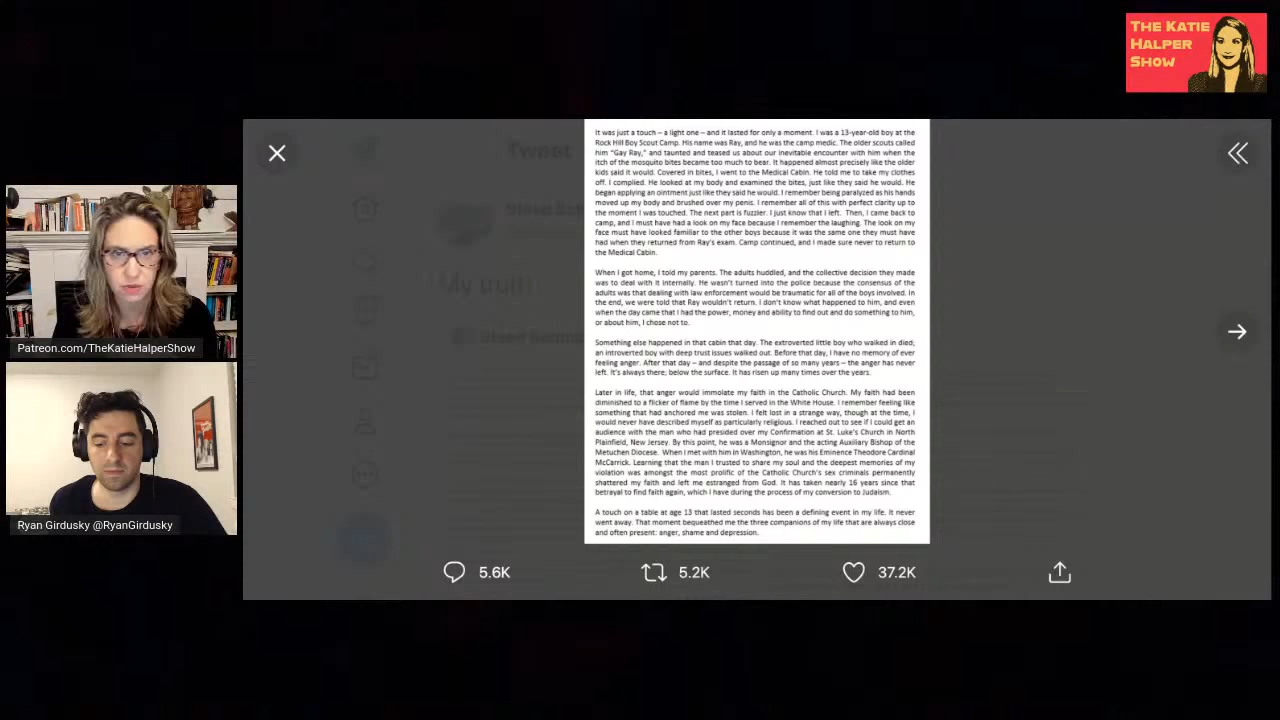 THE KATIE
HALPER
SHOW
Tweet
My truth
It was just a touch – a light one – and it lasted for only a moment. I was a 13-year-old boy at the
Rock Hill Boy Scout Camp. His name was Ray, and he was the camp medic. The older scouts called
him “Gay Ray,” and taunted and teased us about our inevitable encounter with him when the
itch of the mosquito bites became too much to bear. It happened almost precisely like the older
kids said it would. Covered in bites, I went to the Medical Cabin. He told me to take my clothes
off. I complied. He looked at my body and examined the bites, just like they said he would. He
began applying an ointment just like they said he would. I remember being paralyzed as his hands
moved up my body and brushed over my penis. I remember all of this with perfect clarity up to
the moment I was touched. The next part is fuzzier. I just know that I left. Then, I came back to
camp, and I must have had a look on my face because I remember the laughing. The look on my
face must have looked familiar to the other boys because it was the same one they must have
had when they returned from Ray's exam. Camp continued, and I made sure never to return to
the Medical Cabin.
When I got home, I told my parents. The adults huddled, and the collective decision they made
was to deal with it internally. He wasn't turned into the police because the consensus of the
adults was that dealing with law enforcement would be traumatic for all of the boys involved. In
the end, we were told that Ray wouldn't return. I don't know what happened to him, and even
when the day came that I had the power, money and ability to find out and do something to him,
or about him, I chose not to.
Something else happened in that cabin that day. The extroverted little boy who walked in died;
an introverted boy with deep trust issues walked out. Before that day, I have no memory of ever
feeling anger. After that day – and despite the passage of so many years – the anger has never
left. It's always there; below the surface. It has risen up many times over the years.
Later in life, that anger would immolate my faith in the Catholic Church. My faith had been
diminished to a flicker of flame by the time I served in the White House. I remember feeling like
something that had anchored me was stolen. I felt lost in a strange way, though at the time, I
would never have described myself as particularly religious. I reached out to see if I could get an
audience with the man who had presided over my Confirmation at St. Luke's Church in North
Plainfield, New Jersey. By this point, he was a Monsignor and the acting Auxiliary Bishop of the
Metuchen Diocese. When I met with him in Washington, he was his Eminence Theodore Cardinal
McCarrick. Learning that the man I trusted to share my soul and the deepest memories of my
violation was amongst the most prolific of the Catholic Church's sex criminals permanently
shattered my faith and left me estranged from God. It has taken nearly 16 years since that
betrayal to find faith again, which I have during the process of my conversion to Judaism.
A touch on a table at age 13 that lasted seconds has been a defining event in my life. It never
went away. That moment bequeathed me the three companions of my life that are always close
and often present: anger, shame and depression.
Patreon.com/TheKatieHalperShow
Ryan Girdusky @RyanGirdusky
5.6K
5.2K
37.2K